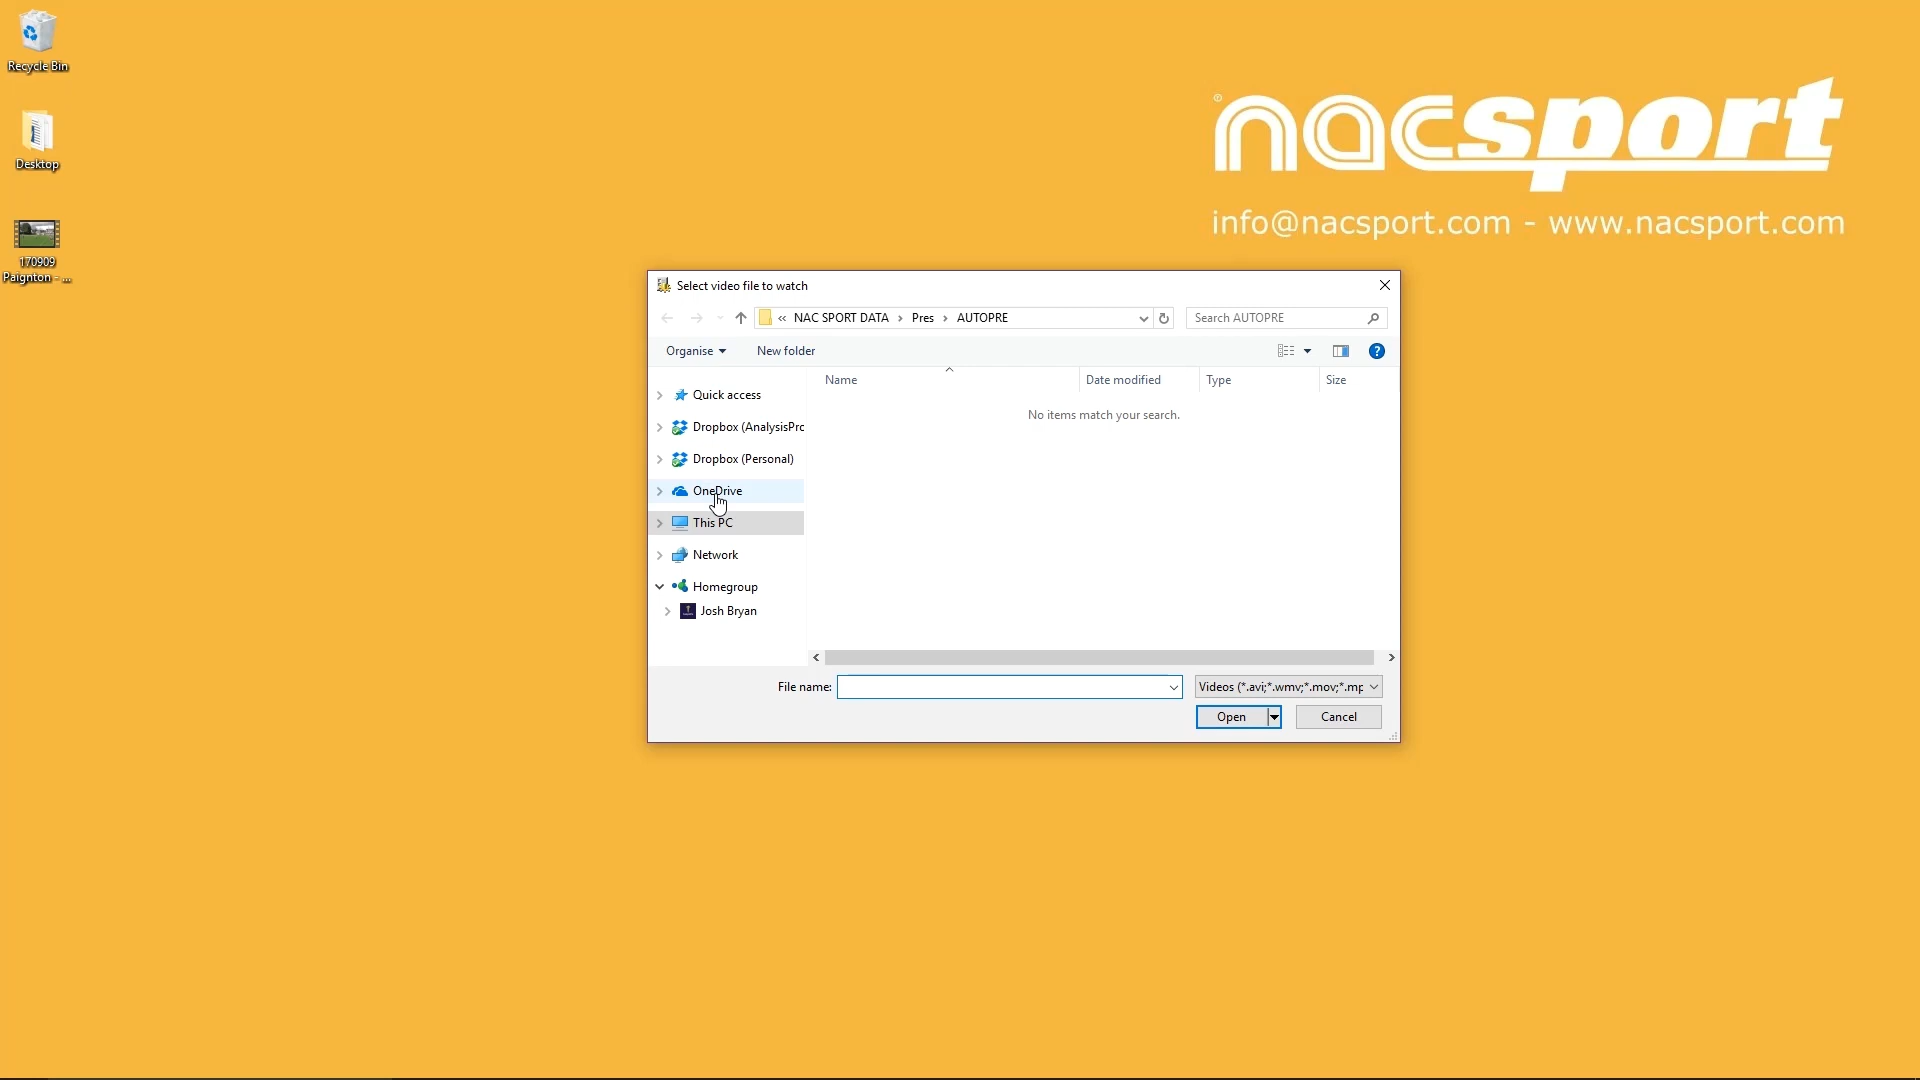 Recycle Bin
Desktop
170909
Paignton - ...
nacsport
info@nacsport.com - www.nacsport.com
Select video file to watch
« NAC SPORT DATA › Pres › AUTOPRE
Search AUTOPRE
Organise
New folder
Name
Date modified
Type
Size
No items match your search.
Quick access
Dropbox (AnalysisPro
Dropbox (Personal)
OneDrive
This PC
Network
Homegroup
Josh Bryan
File name:
Videos (*.avi;*.wmv;*.mov;*.mp
Open
Cancel